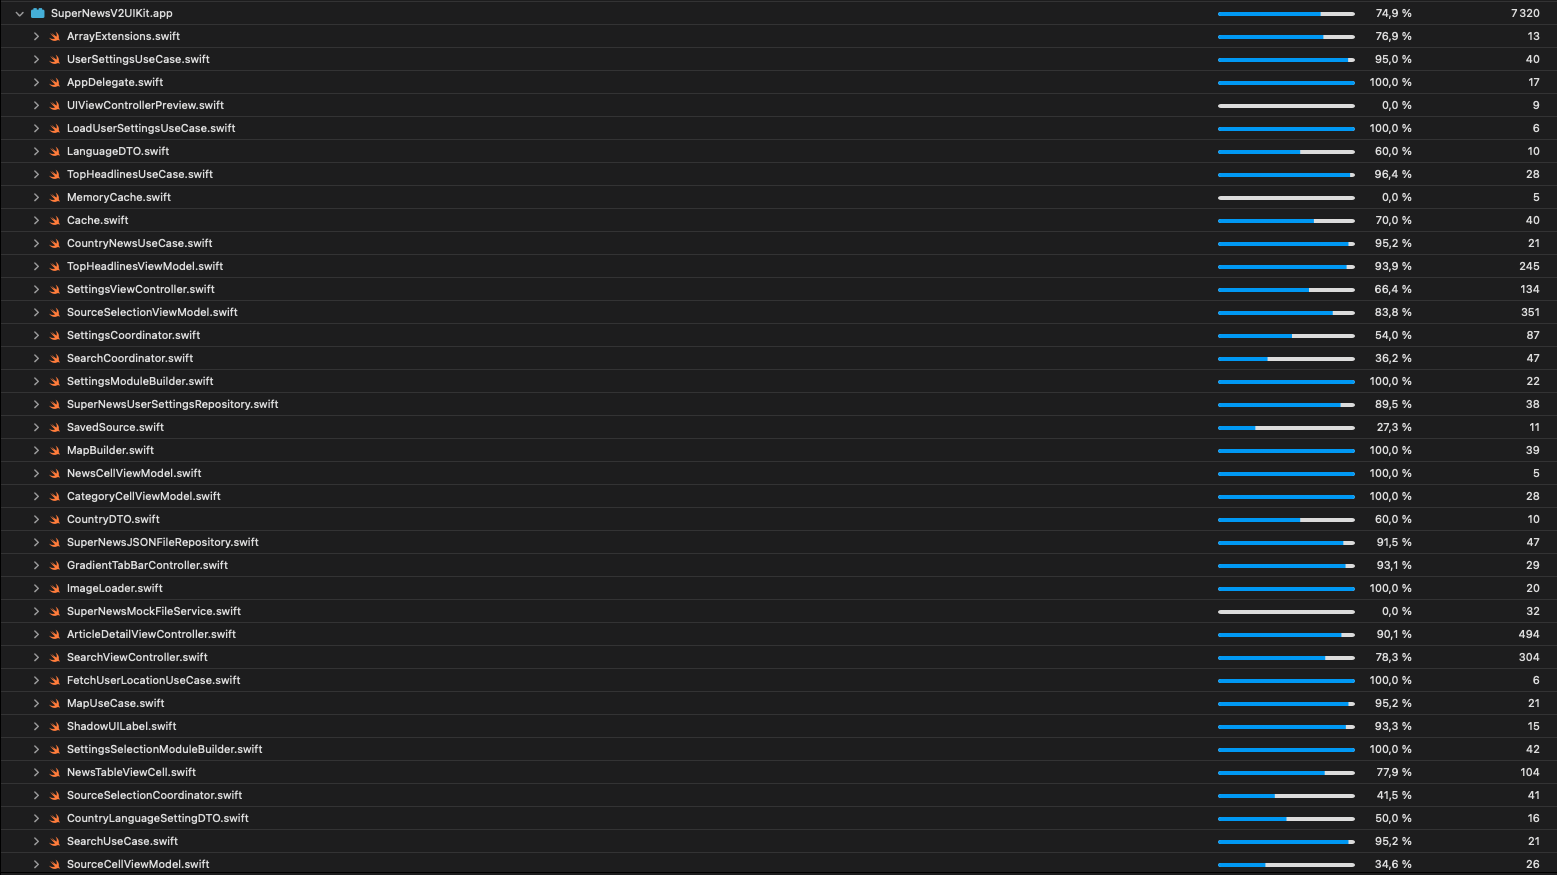 SuperNewsV2UIKit.app 74,9 % 7 320
ArrayExtensions.swift 76,9 % 13
UserSettingsUseCase.swift 95,0 % 40
AppDelegate.swift 100,0 % 17
UIViewControllerPreview.swift 0,0 % 9
LoadUserSettingsUseCase.swift 100,0 % 6
LanguageDTO.swift 60,0 % 10
TopHeadlinesUseCase.swift 96,4 % 28
MemoryCache.swift 0,0 % 5
Cache.swift 70,0 % 40
CountryNewsUseCase.swift 95,2 % 21
TopHeadlinesViewModel.swift 93,9 % 245
SettingsViewController.swift 66,4 % 134
SourceSelectionViewModel.swift 83,8 % 351
SettingsCoordinator.swift 54,0 % 87
SearchCoordinator.swift 36,2 % 47
SettingsModuleBuilder.swift 100,0 % 22
SuperNewsUserSettingsRepository.swift 89,5 % 38
SavedSource.swift 27,3 % 11
MapBuilder.swift 100,0 % 39
NewsCellViewModel.swift 100,0 % 5
CategoryCellViewModel.swift 100,0 % 28
CountryDTO.swift 60,0 % 10
SuperNewsJSONFileRepository.swift 91,5 % 47
GradientTabBarController.swift 93,1 % 29
ImageLoader.swift 100,0 % 20
SuperNewsMockFileService.swift 0,0 % 32
ArticleDetailViewController.swift 90,1 % 494
SearchViewController.swift 78,3 % 304
FetchUserLocationUseCase.swift 100,0 % 6
MapUseCase.swift 95,2 % 21
ShadowUILabel.swift 93,3 % 15
SettingsSelectionModuleBuilder.swift 100,0 % 42
NewsTableViewCell.swift 77,9 % 104
SourceSelectionCoordinator.swift 41,5 % 41
CountryLanguageSettingDTO.swift 50,0 % 16
SearchUseCase.swift 95,2 % 21
SourceCellViewModel.swift 34,6 % 26